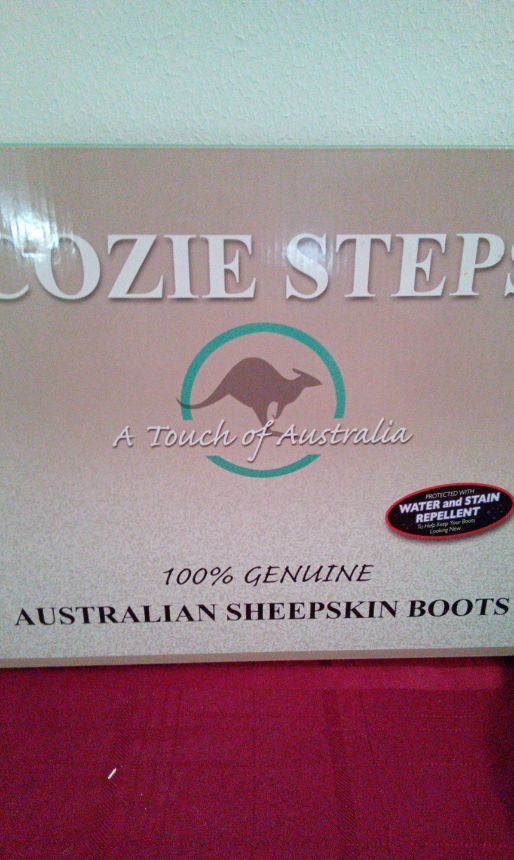 COZIE STEPS
A Touch of Australia
PROTECTED WITH
WATER and STAIN
REPELLENT
To Help Keep Your Boots
Looking New
100% GENUINE
AUSTRALIAN SHEEPSKIN BOOTS